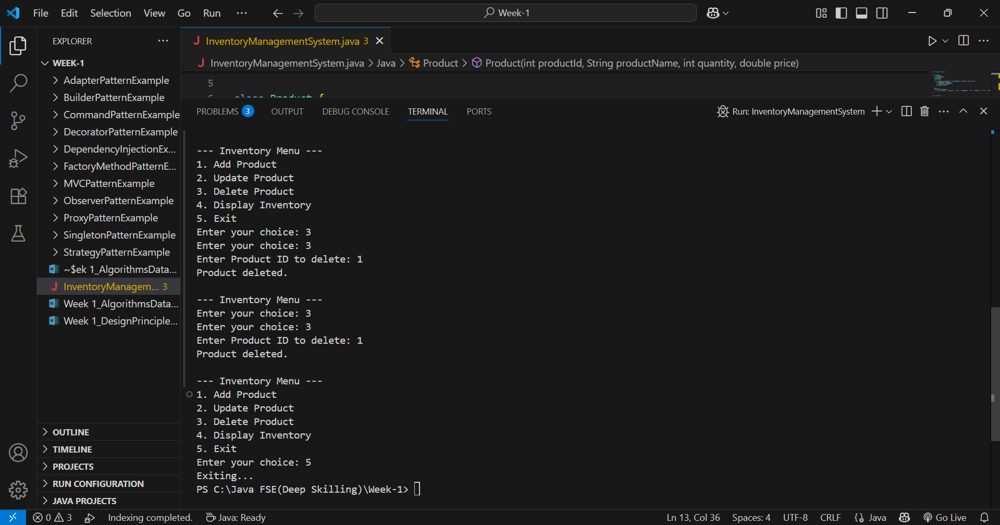 File Edit Selection View Go Run ···
Week-1
EXPLORER
InventoryManagementSystem.java 3
WEEK-1
InventoryManagementSystem.java > Java > Product > Product(int productId, String productName, int quantity, double price)
AdapterPatternExample
BuilderPatternExample
CommandPatternExample
DecoratorPatternExample
DependencyInjectionEx...
FactoryMethodPatternE...
MVCPatternExample
ObserverPatternExample
ProxyPatternExample
SingletonPatternExample
StrategyPatternExample
~$ek 1_AlgorithmsData...
InventoryManagem... 3
Week 1_AlgorithmsData...
Week 1_DesignPrinciple...
OUTLINE
TIMELINE
PROJECTS
RUN CONFIGURATION
JAVA PROJECTS
5
6 class Product {
PROBLEMS 3 OUTPUT DEBUG CONSOLE TERMINAL PORTS
Run: InventoryManagementSystem
--- Inventory Menu ---
1. Add Product
2. Update Product
3. Delete Product
4. Display Inventory
5. Exit
Enter your choice: 3
Enter your choice: 3
Enter Product ID to delete: 1
Product deleted.
--- Inventory Menu ---
Enter your choice: 3
Enter your choice: 3
Enter Product ID to delete: 1
Product deleted.
--- Inventory Menu ---
1. Add Product
2. Update Product
3. Delete Product
4. Display Inventory
5. Exit
Enter your choice: 5
Exiting...
PS C:\Java FSE(Deep Skilling)\Week-1>
0 3 Indexing completed. Java: Ready Ln 13, Col 36 Spaces: 4 UTF-8 CRLF {} Java Go Live